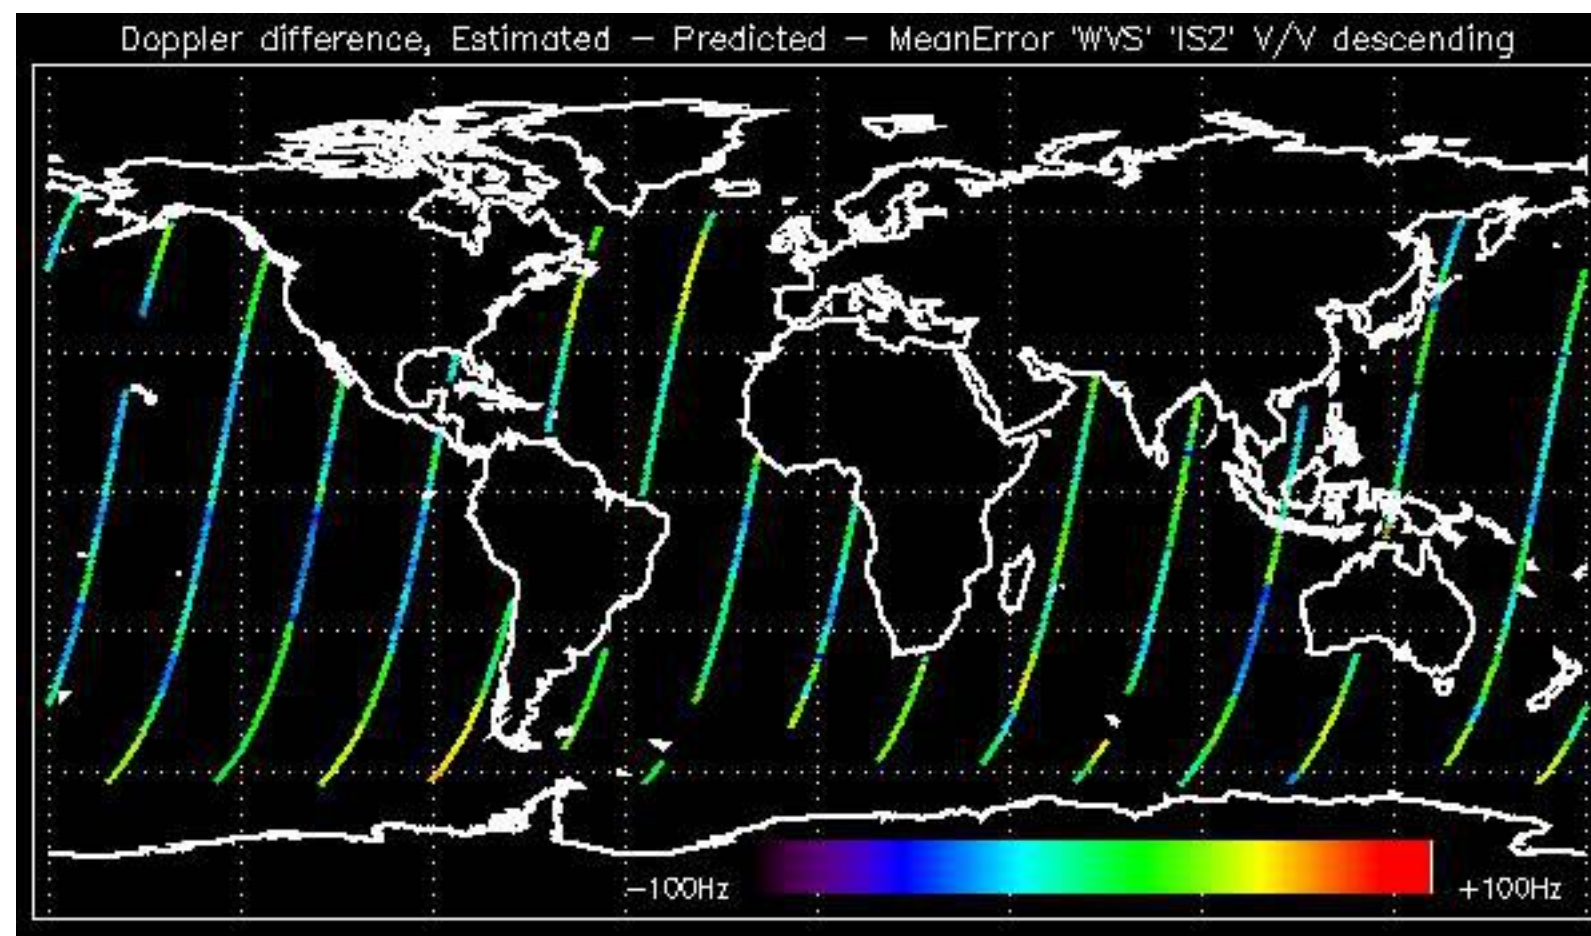 Doppler difference, Estimated – Predicted – MeanError 'WVS' 'IS2' V/V descending
–100Hz
+100Hz